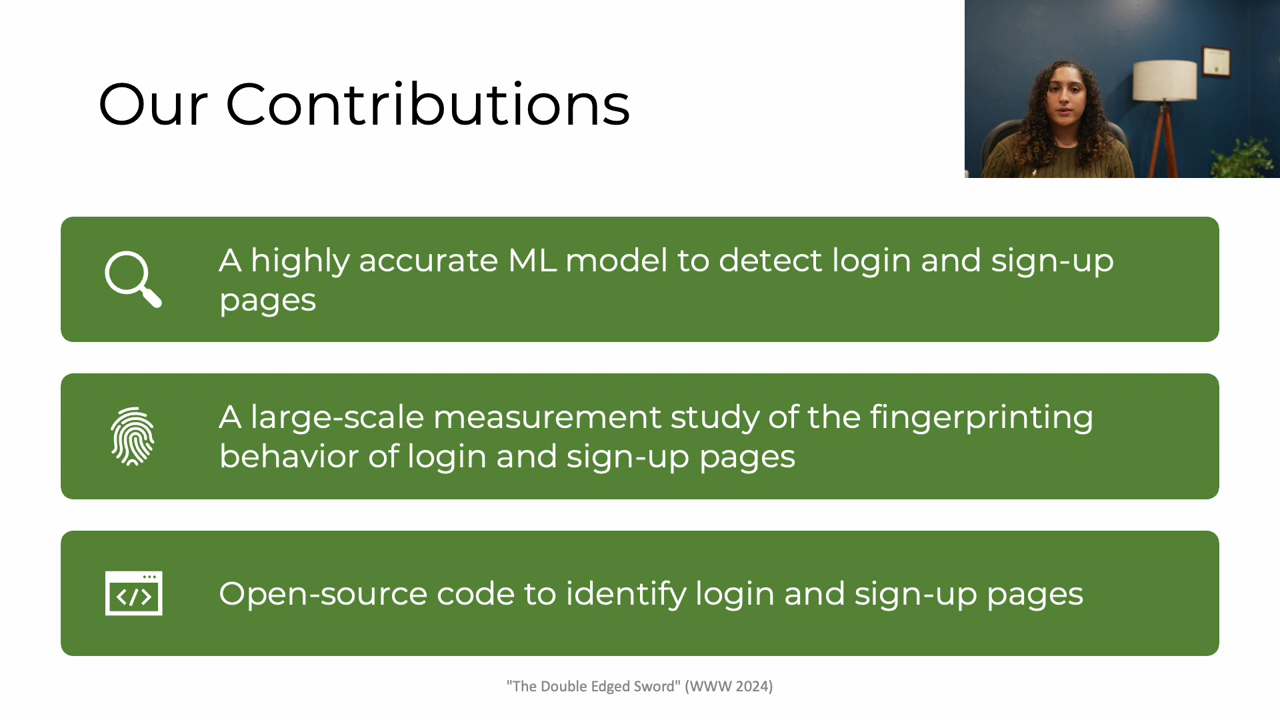 Our Contributions
A highly accurate ML model to detect login and sign-up
pages
A large-scale measurement study of the fingerprinting
behavior of login and sign-up pages
</>
Open-source code to identify login and sign-up pages
"The Double Edged Sword" (WWW 2024)